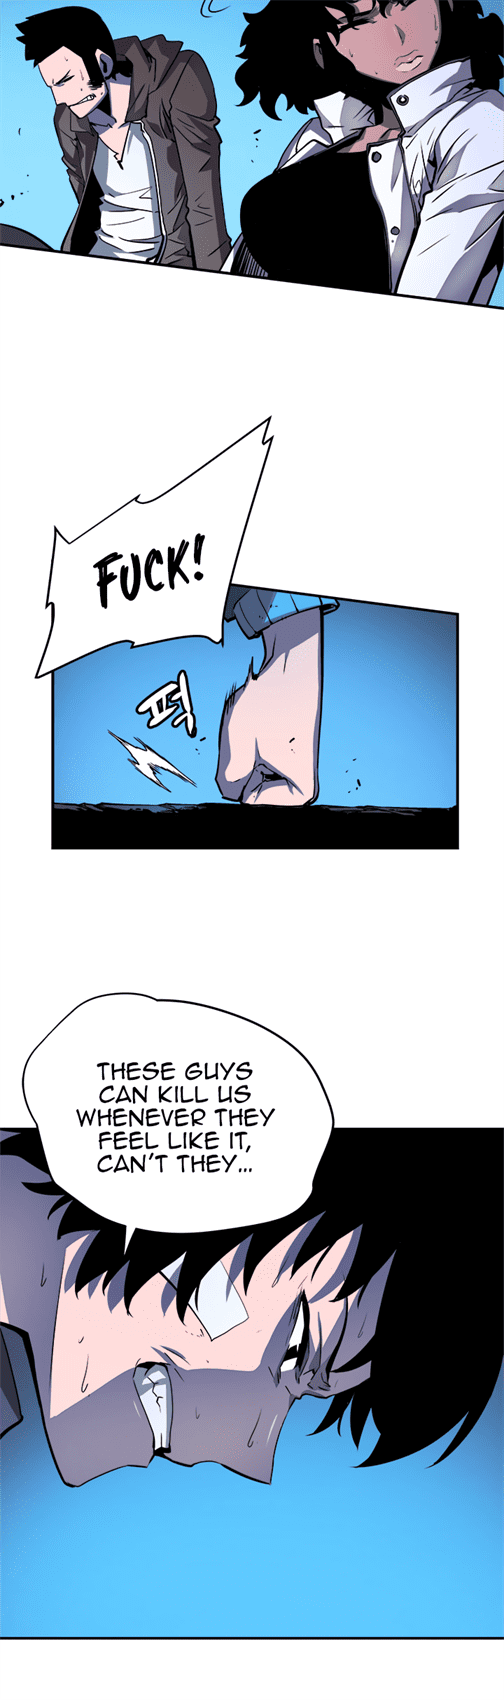 FUCK!
퍽
THESE GUYS
CAN KILL US
WHENEVER THEY
FEEL LIKE IT,
CAN'T THEY...